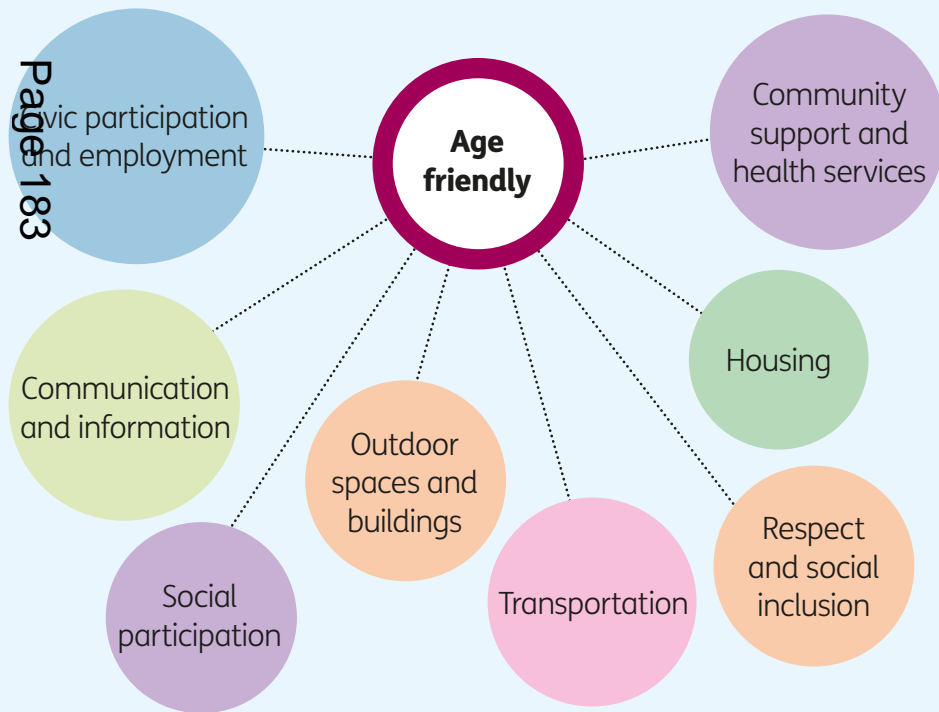 Page 183
Civic participation
and employment
Age
friendly
Community
support and
health services
Communication
and information
Housing
Outdoor
spaces and
buildings
Social
participation
Transportation
Respect
and social
inclusion